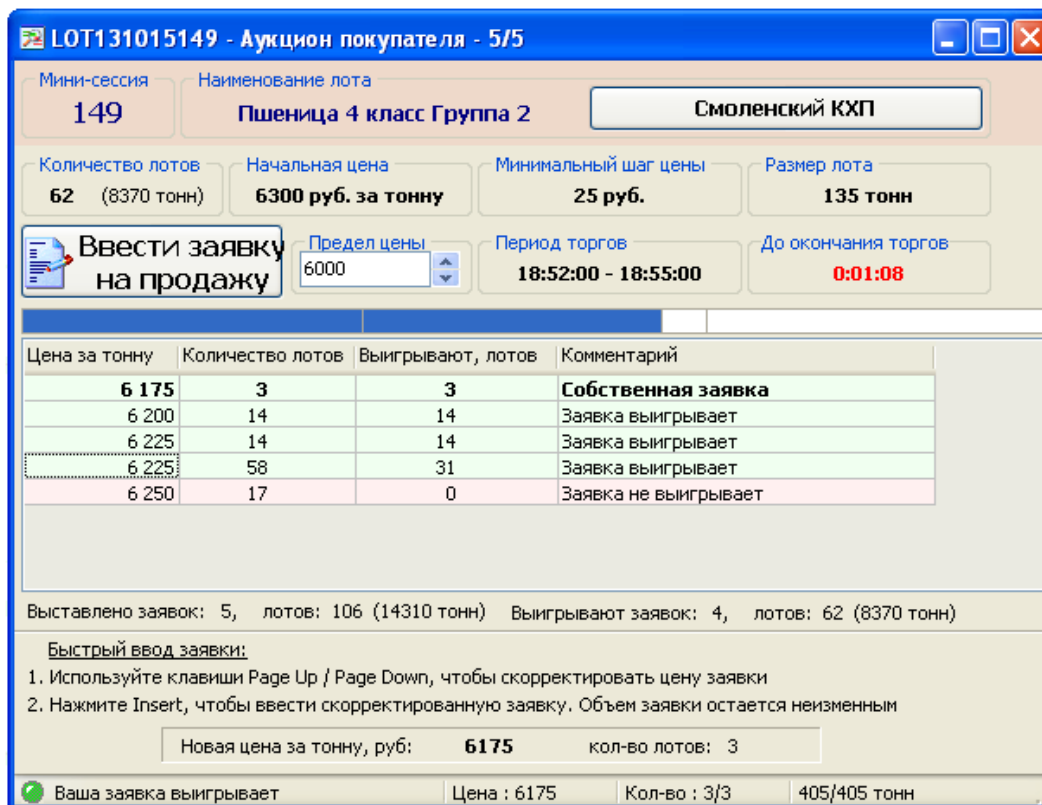 LOT131015149 - Аукцион покупателя - 5/5
Мини-сессия Наименование лота
149 Пшеница 4 класс Группа 2 Смоленский КХП
Количество лотов Начальная цена Минимальный шаг цены Размер лота
62 (8370 тонн) 6300 руб. за тонну 25 руб. 135 тонн
Ввести заявку на продажу Предел цены Период торгов До окончания торгов
6000 18:52:00 - 18:55:00 0:01:08
Цена за тонну Количество лотов Выигрывают, лотов Комментарий
6 175 3 3 Собственная заявка
6 200 14 14 Заявка выигрывает
6 225 14 14 Заявка выигрывает
6 225 58 31 Заявка выигрывает
6 250 17 0 Заявка не выигрывает
Выставлено заявок: 5, лотов: 106 (14310 тонн) Выигрывают заявок: 4, лотов: 62 (8370 тонн)
Быстрый ввод заявки:
1. Используйте клавиши Page Up / Page Down, чтобы скорректировать цену заявки
2. Нажмите Insert, чтобы ввести скорректированную заявку. Объем заявки остается неизменным
Новая цена за тонну, руб: 6175 кол-во лотов: 3
Ваша заявка выигрывает Цена : 6175 Кол-во : 3/3 405/405 тонн